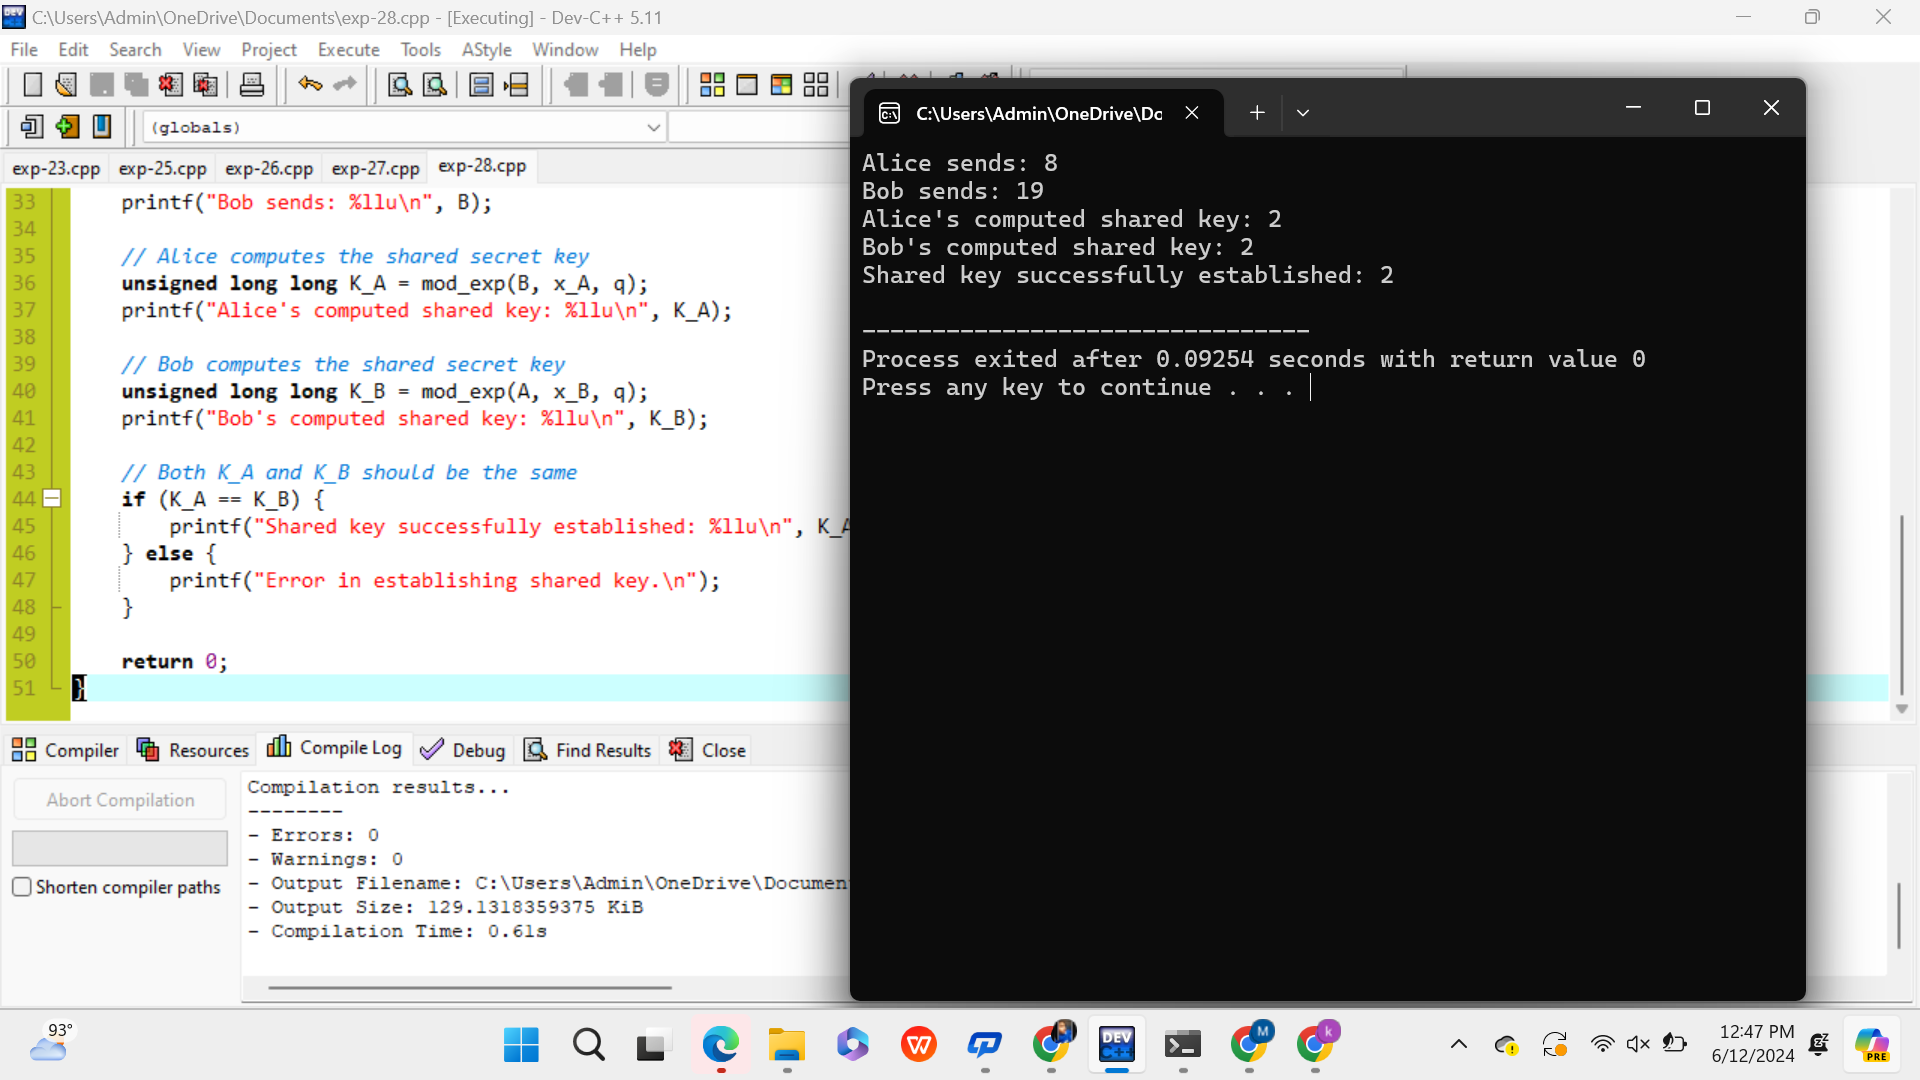 C:\Users\Admin\OneDrive\Documents\exp-28.cpp - [Executing] - Dev-C++ 5.11
File Edit Search View Project Execute Tools AStyle Window Help
(globals)
exp-23.cpp exp-25.cpp exp-26.cpp exp-27.cpp exp-28.cpp
33 printf("Bob sends: %llu\n", B);
34
35 // Alice computes the shared secret key
36 unsigned long long K_A = mod_exp(B, x_A, q);
37 printf("Alice's computed shared key: %llu\n", K_A);
38
39 // Bob computes the shared secret key
40 unsigned long long K_B = mod_exp(A, x_B, q);
41 printf("Bob's computed shared key: %llu\n", K_B);
42
43 // Both K_A and K_B should be the same
44 if (K_A == K_B) {
45 printf("Shared key successfully established: %llu\n", K_A
46 } else {
47 printf("Error in establishing shared key.\n");
48 }
49
50 return 0;
51 }
C:\Users\Admin\OneDrive\Dc
Alice sends: 8
Bob sends: 19
Alice's computed shared key: 2
Bob's computed shared key: 2
Shared key successfully established: 2
--------------------------------
Process exited after 0.09254 seconds with return value 0
Press any key to continue . . .
Compiler Resources Compile Log Debug Find Results Close
Abort Compilation
Shorten compiler paths
Compilation results...
--------
- Errors: 0
- Warnings: 0
- Output Filename: C:\Users\Admin\OneDrive\Documen
- Output Size: 129.1318359375 KiB
- Compilation Time: 0.61s
93°
DEV
C++
M
k
12:47 PM
6/12/2024
PRE